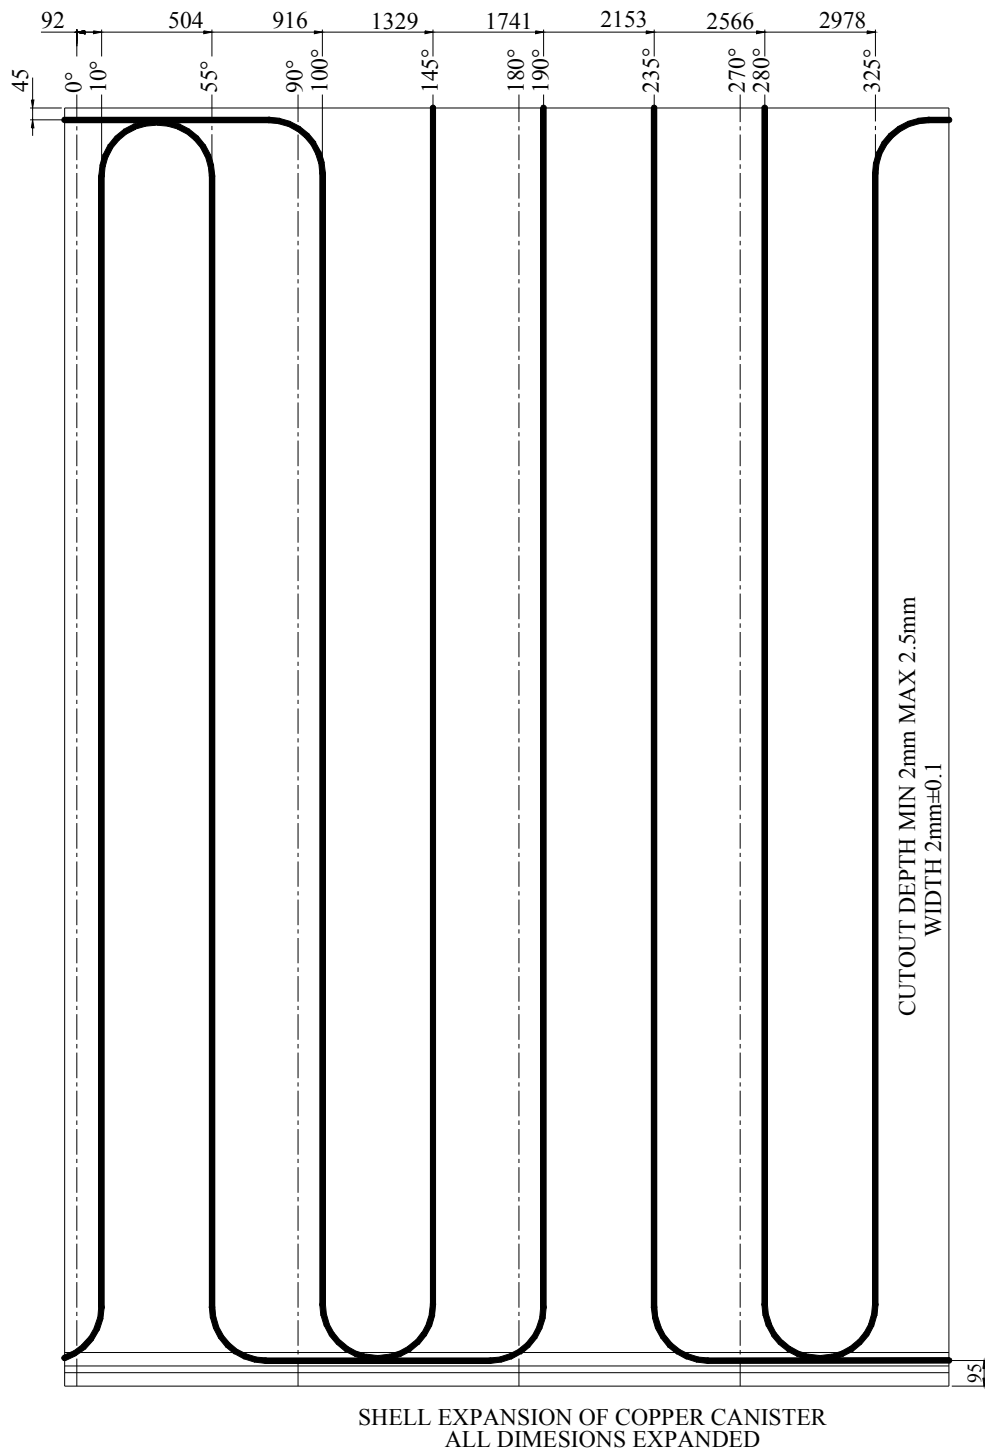 92 504 916 1329 1741 2153 2566 2978
45 0° 10° 55° 90° 100° 145° 180° 190° 235° 270° 280° 325°
CUTOUT DEPTH MIN 2mm MAX 2.5mm
WIDTH 2mm±0.1
95
SHELL EXPANSION OF COPPER CANISTER
ALL DIMESIONS EXPANDED